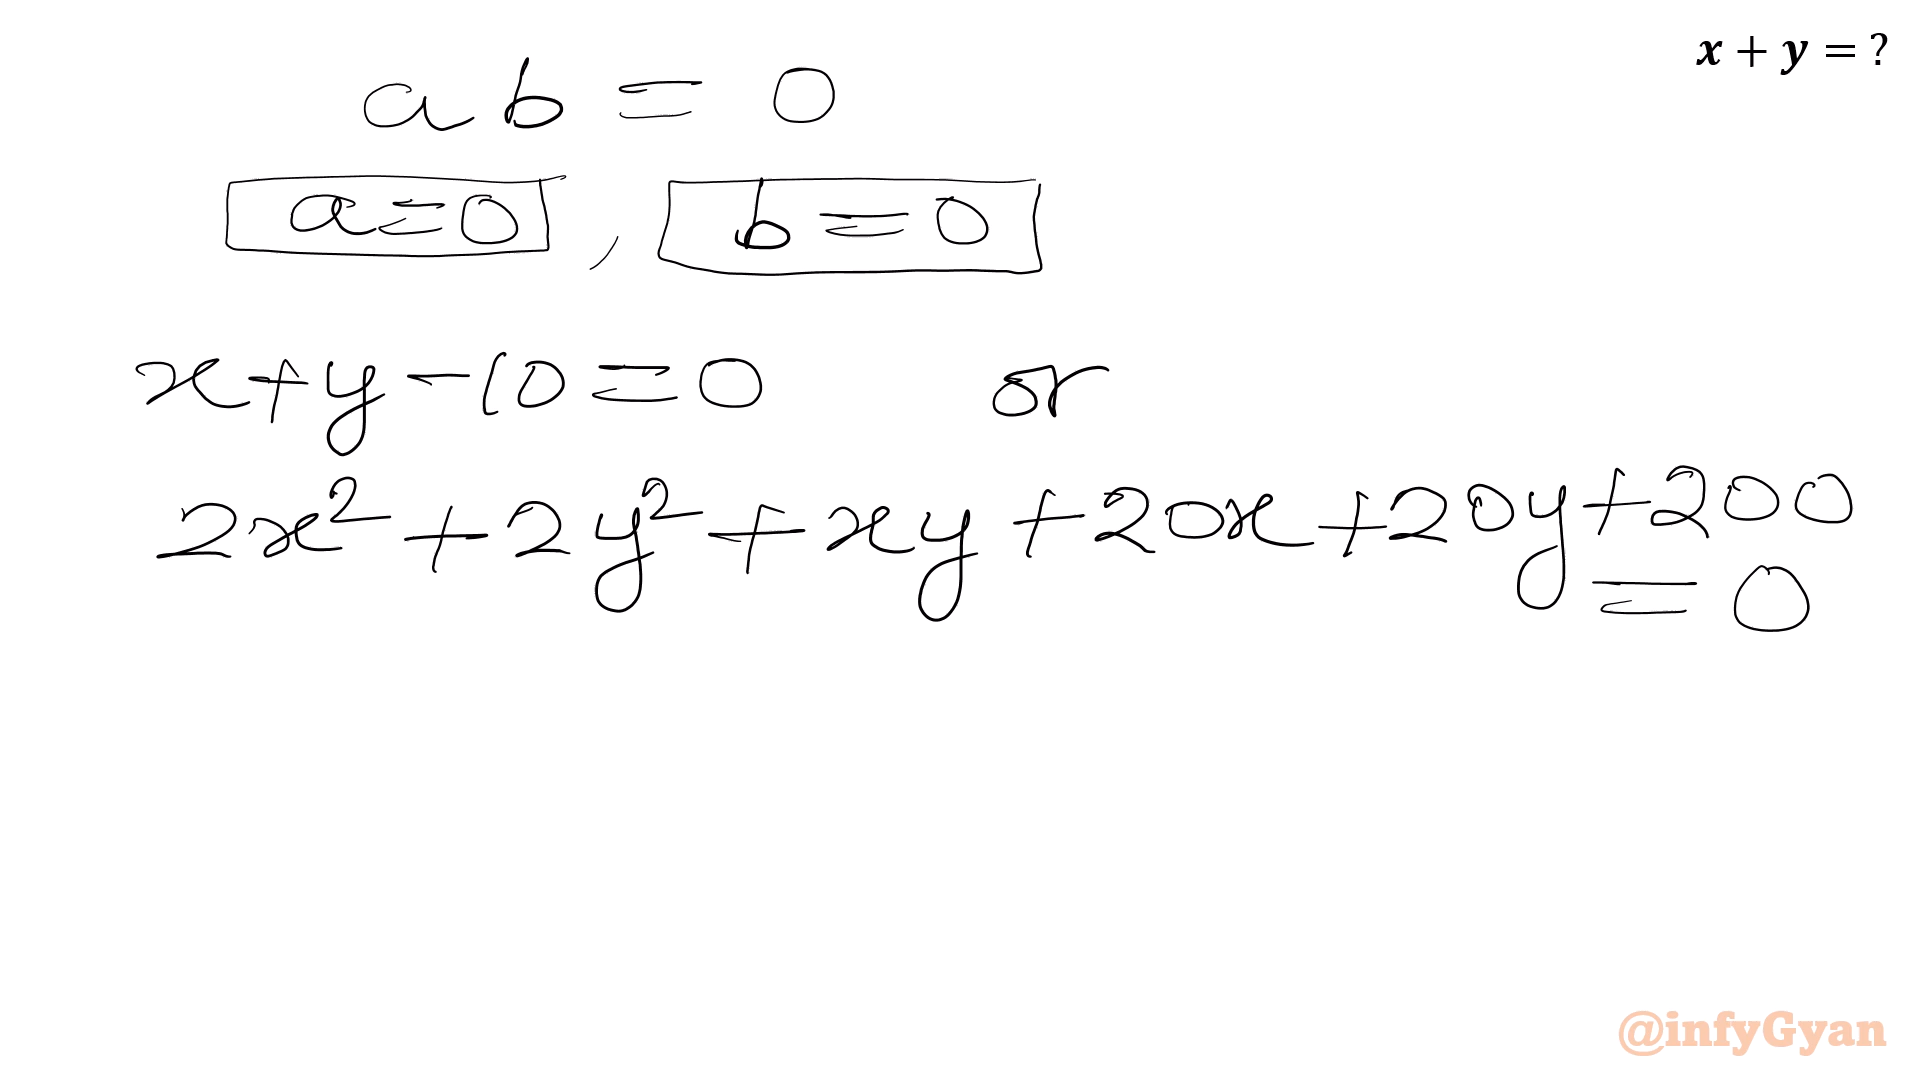 x + y = ?
ab = 0
a = 0 , b = 0
x + y - 10 = 0 or
2x² + 2y² + xy + 20x + 20y + 200
= 0
@infyGyan